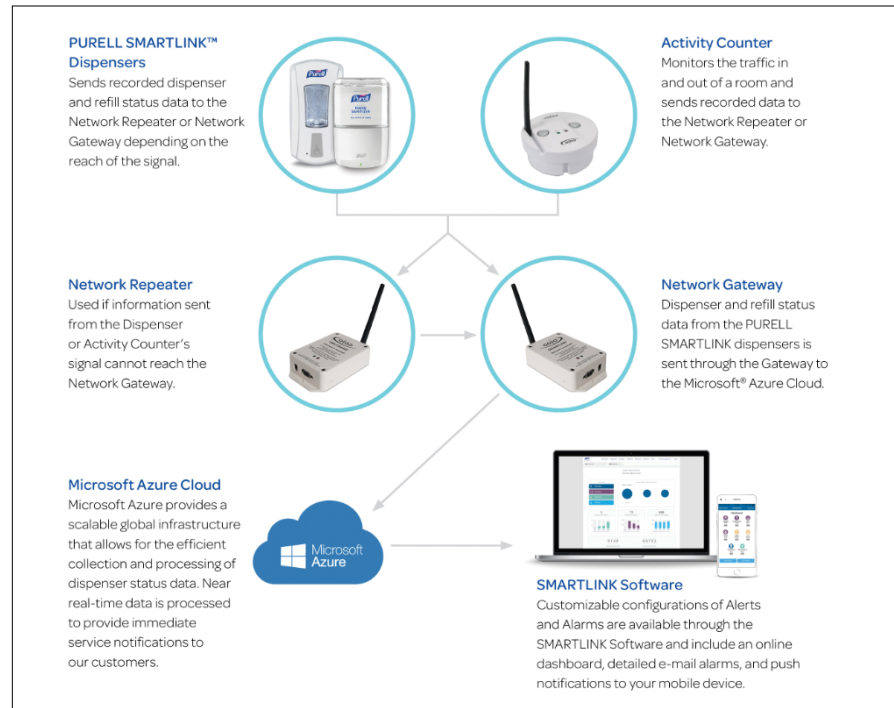 PURELL SMARTLINK™
Dispensers
Sends recorded dispenser
and refill status data to the
Network Repeater or Network
Gateway depending on the
reach of the signal.
Purell
Purell
Activity Counter
Monitors the traffic in
and out of a room and
sends recorded data to
the Network Repeater or
Network Gateway.
Network Repeater
Used if information sent
from the Dispenser
or Activity Counter's
signal cannot reach the
Network Gateway.
Network Gateway
Dispenser and refill status
data from the PURELL
SMARTLINK dispensers is
sent through the Gateway to
the Microsoft® Azure Cloud.
Microsoft Azure Cloud
Microsoft Azure provides a
scalable global infrastructure
that allows for the efficient
collection and processing of
dispenser status data. Near
real-time data is processed
to provide immediate
service notifications to
our customers.
Microsoft
Azure
SMARTLINK Software
Customizable configurations of Alerts
and Alarms are available through the
SMARTLINK Software and include an online
dashboard, detailed e-mail alarms, and push
notifications to your mobile device.